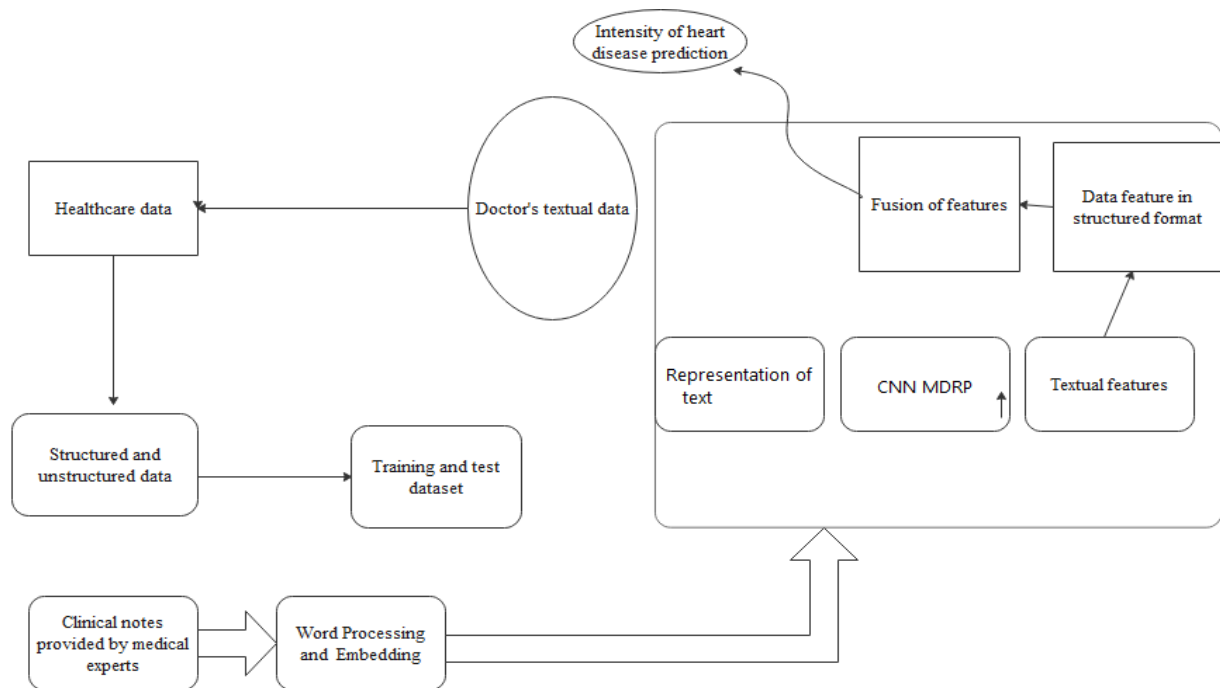 Intensity of heart
disease prediction
Healthcare data
Doctor's textual data
Fusion of features
Data feature in
structured format
Representation of
text
CNN MDRP
Textual features
Structured and
unstructured data
Training and test
dataset
Clinical notes
provided by medical
experts
Word Processing
and Embedding